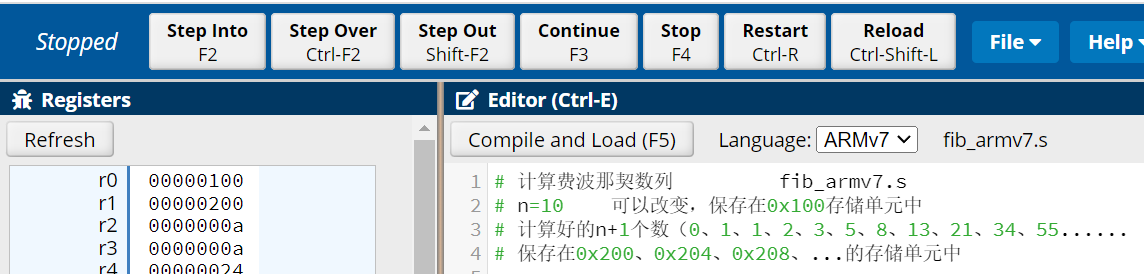 Stopped
Step Into
F2
Step Over
Ctrl-F2
Step Out
Shift-F2
Continue
F3
Stop
F4
Restart
Ctrl-R
Reload
Ctrl-Shift-L
File
Help
Registers
Refresh
r0 00000100
r1 00000200
r2 0000000a
r3 0000000a
r4 00000024
Editor (Ctrl-E)
Compile and Load (F5) Language: ARMv7 fib_armv7.s
1 # 计算费波那契数列 fib_armv7.s
2 # n=10 可以改变，保存在0x100存储单元中
3 # 计算好的n+1个数（0、1、1、2、3、5、8、13、21、34、55......
4 # 保存在0x200、0x204、0x208、...的存储单元中